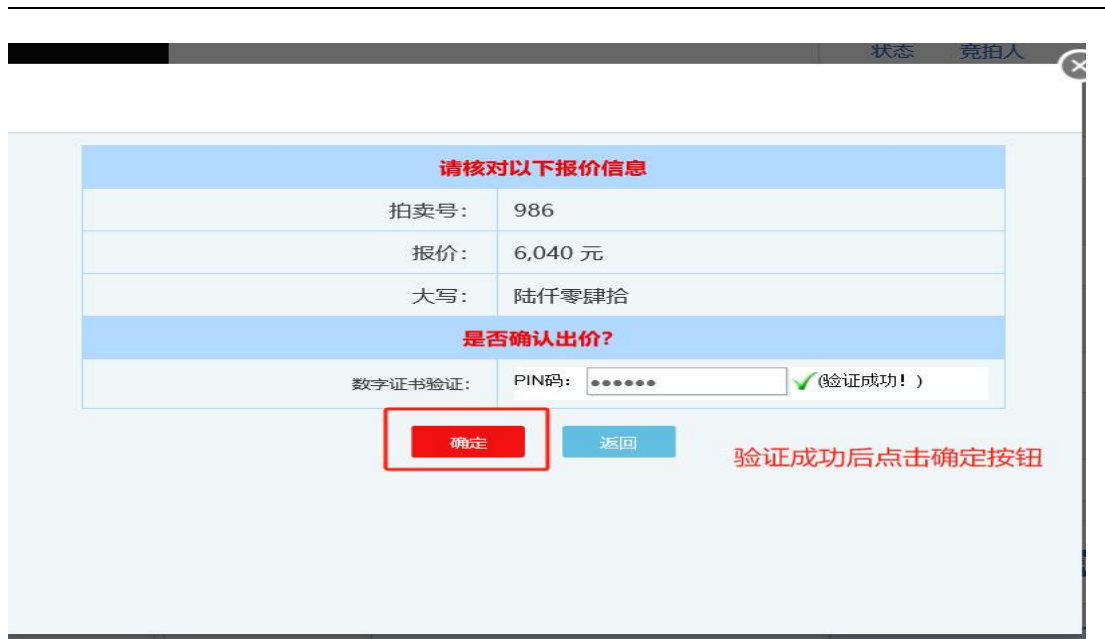 状态 竞拍人
请核对以下报价信息
拍卖号: 986
报价: 6,040 元
大写: 陆仟零肆拾
是否确认出价?
数字证书验证: PIN码: ●●●●●● (验证成功! )
确定 返回
验证成功后点击确定按钮